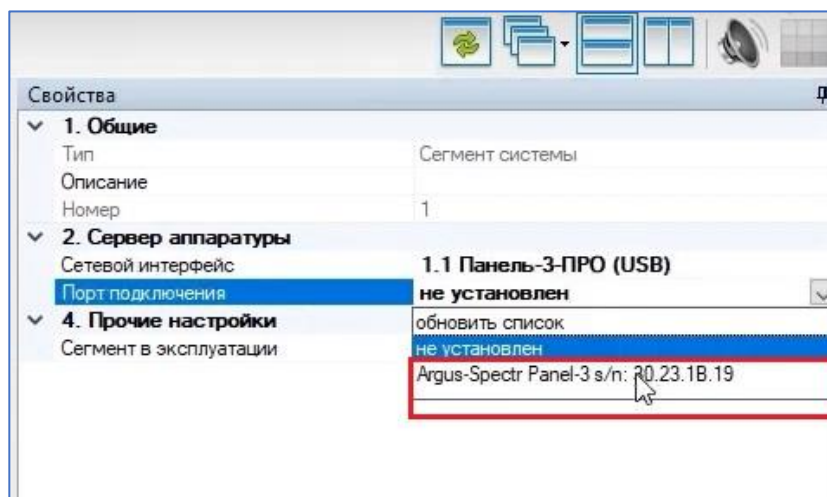 Свойства
1. Общие
Тип Сегмент системы
Описание
Номер 1
2. Сервер аппаратуры
Сетевой интерфейс 1.1 Панель-3-ПРО (USB)
Порт подключения не установлен
4. Прочие настройки обновить список
Сегмент в эксплуатации не установлен
Argus-Spectr Panel-3 s/n: 20.23.1B.19